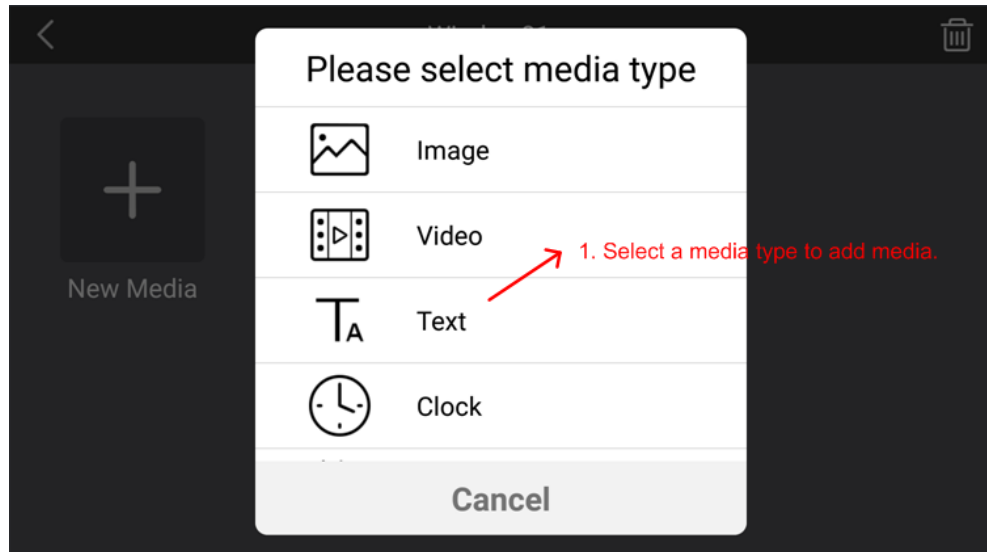 Please select media type
Image
Video
1. Select a media type to add media.
New Media
Text
Clock
Cancel